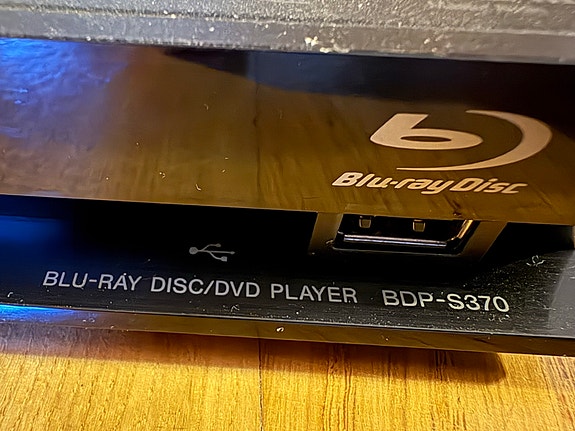 Blu-ray Disc
BLU-RAY DISC/DVD PLAYER BDP-S370